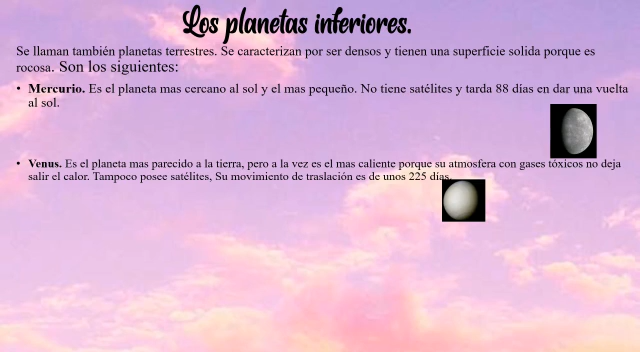 Los planetas inferiores.
Se llaman también planetas terrestres. Se caracterizan por ser densos y tienen una superficie solida porque es
rocosa. Son los siguientes:
• Mercurio. Es el planeta mas cercano al sol y el mas pequeño. No tiene satélites y tarda 88 días en dar una vuelta
al sol.
• Venus. Es el planeta mas parecido a la tierra, pero a la vez es el mas caliente porque su atmosfera con gases tóxicos no deja
salir el calor. Tampoco posee satélites, Su movimiento de traslación es de unos 225 días.